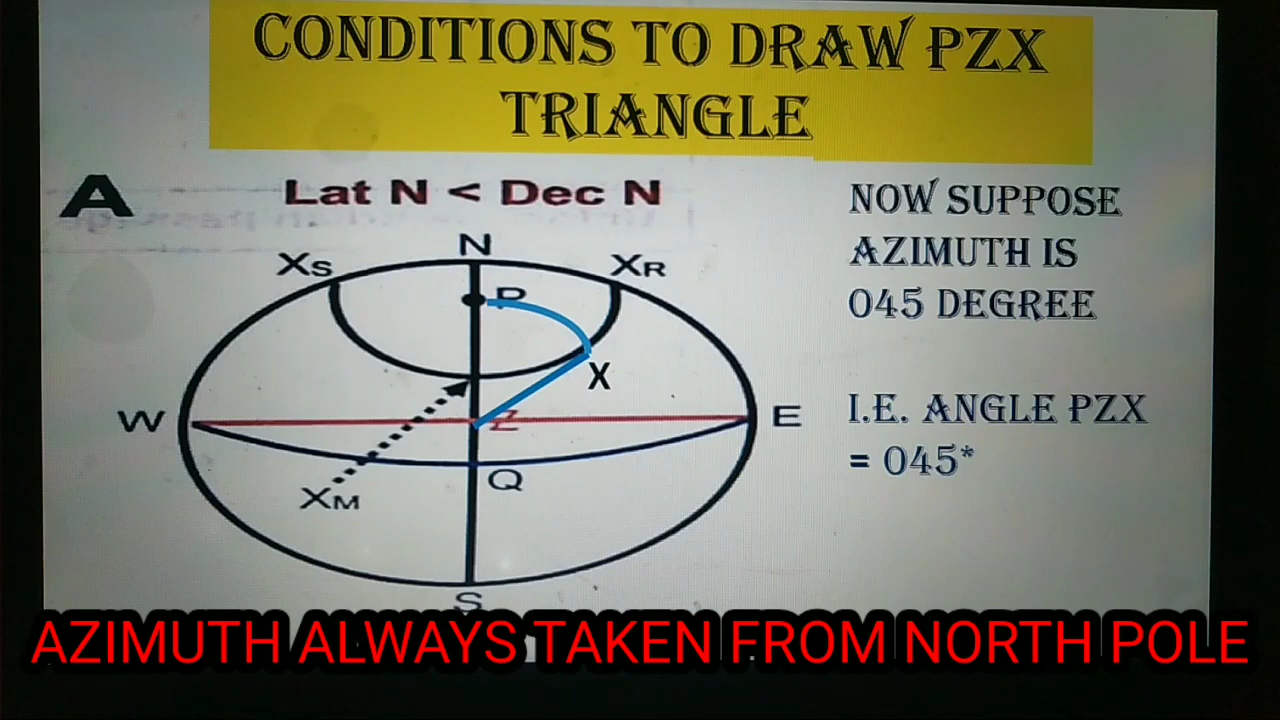 CONDITIONS TO DRAW PZX
TRIANGLE
A
Lat N < Dec N
NOW SUPPOSE
AZIMUTH IS
045 DEGREE
I.E. ANGLE PZX
= 045*
N
XS
XR
P
X
W
Z
E
Q
XM
S
AZIMUTH ALWAYS TAKEN FROM NORTH POLE